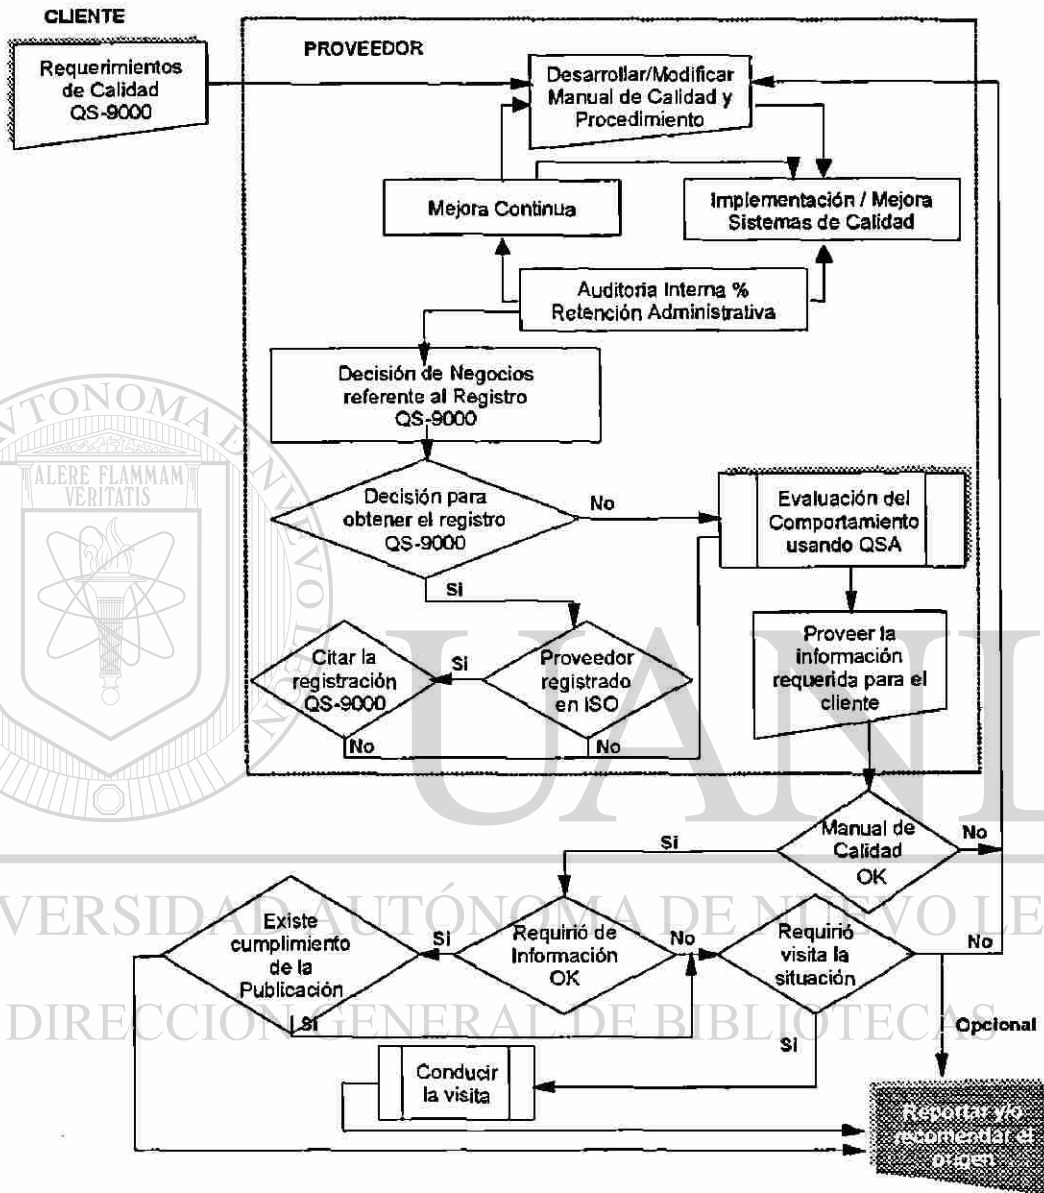 CLIENTE
PROVEEDOR
Requerimientos
de Calidad
QS-9000
Desarrollar/Modificar
Manual de Calidad y
Procedimiento
Mejora Continua
Implementación / Mejora
Sistemas de Calidad
Auditoria Interna %
Retención Administrativa
Decisión de Negocios
referente al Registro
QS-9000
Decisión para
obtener el registro
QS-9000
No
Evaluación del
Comportamiento
usando QSA
Si
Citar la
registración
QS-9000
Si
Proveedor
registrado
en ISO
Proveer la
información
requerida para el
cliente
No
No
Manual de
Calidad
OK
No
Si
Existe
cumplimiento
de la
Publicación
Si
Requirió de
Información
OK
No
Requirió
visita la
situación
No
Si
Si
Opcional
Conducir
la visita
Reportar y/o
recomendar el
origen
ALERE FLAMMAM
VERITATIS
UANL
VERSIDAD AUTÓNOMA DE NUEVO LE
DIRECCIÓN GENERAL DE BIBLIOTECAS